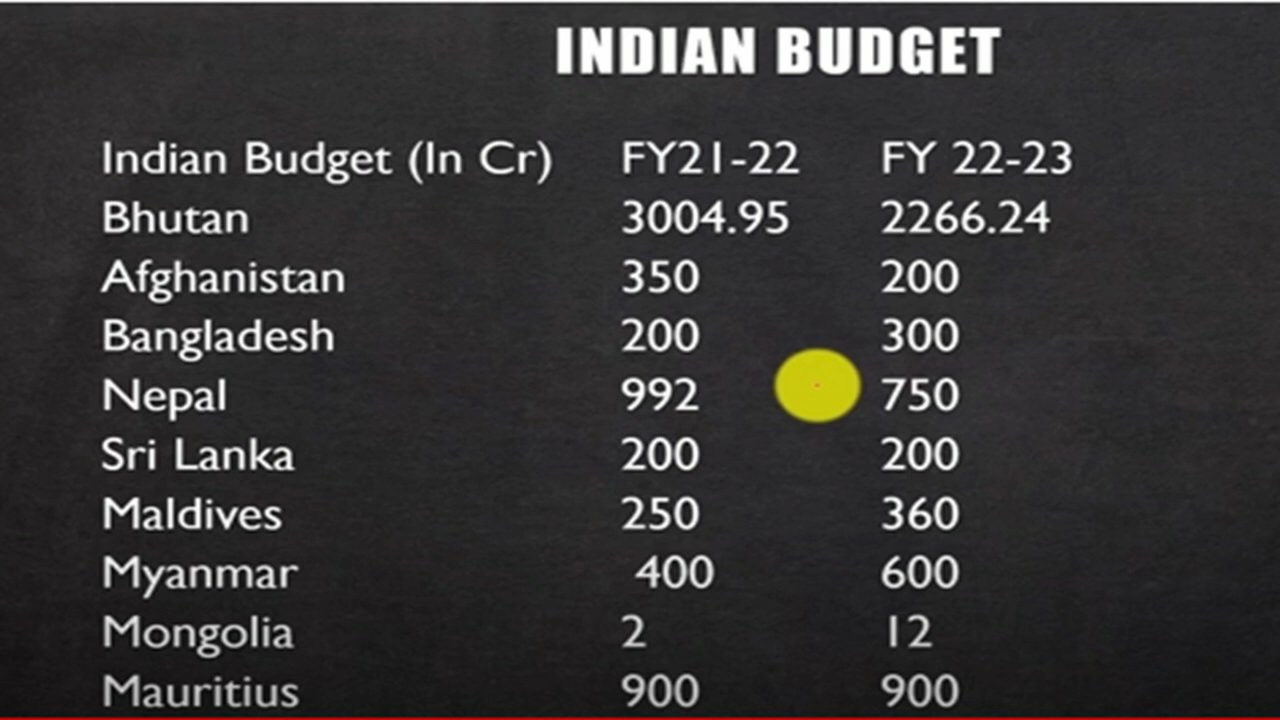 INDIAN BUDGET
Indian Budget (In Cr) FY21-22 FY 22-23
Bhutan 3004.95 2266.24
Afghanistan 350 200
Bangladesh 200 300
Nepal 992 750
Sri Lanka 200 200
Maldives 250 360
Myanmar 400 600
Mongolia 2 12
Mauritius 900 900